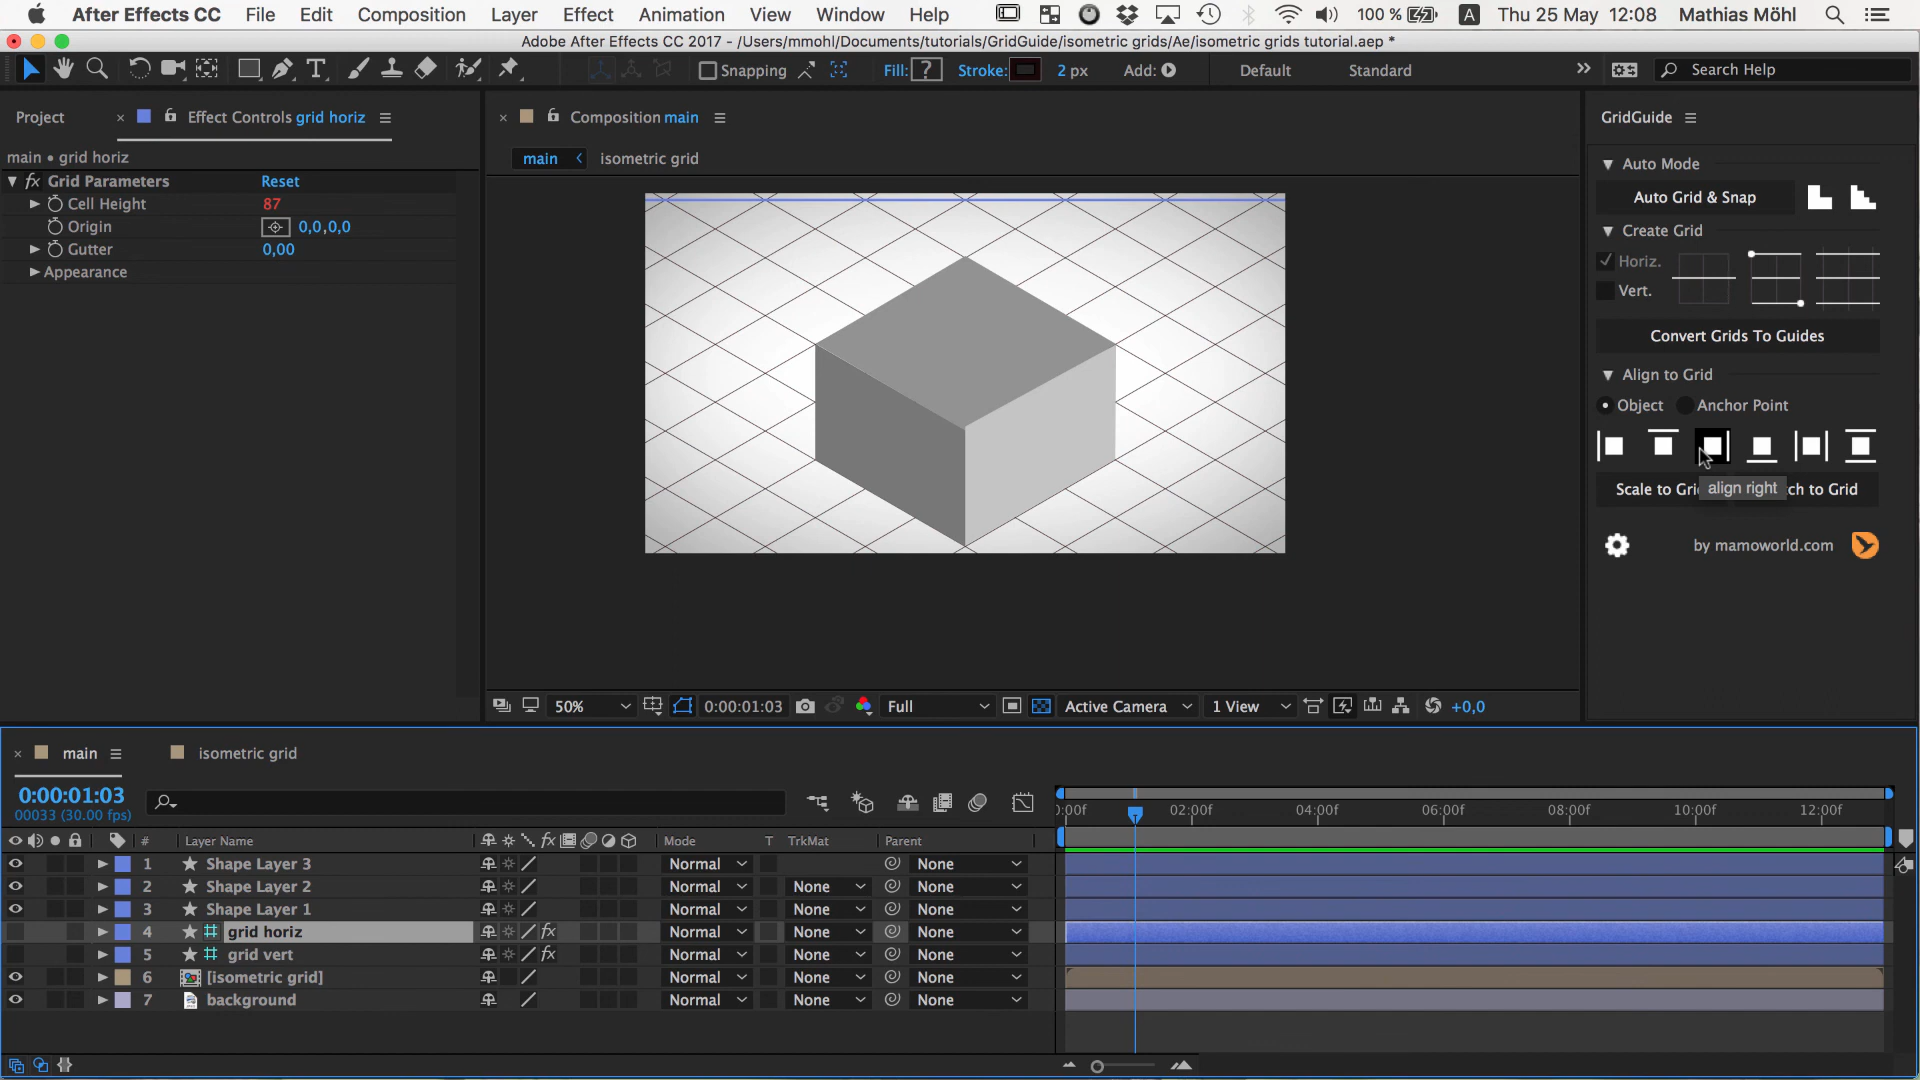 After Effects CC File Edit Composition Layer Effect Animation View Window Help 100 % A Thu 25 May 12:08 Mathias Möhl
Adobe After Effects CC 2017 - /Users/mmohl/Documents/tutorials/GridGuide/isometric grids/Ae/isometric grids tutorial.aep *
Snapping Fill: ? Stroke: 2 px Add: Default Standard Search Help
Project Effect Controls grid horiz Composition main GridGuide
main • grid horiz
main isometric grid
fx Grid Parameters Reset
Cell Height 87
Origin 0,0,0,0
Gutter 0,00
Appearance
Auto Mode
Auto Grid & Snap
Create Grid
Horiz.
Vert.
Convert Grids To Guides
Align to Grid
Object Anchor Point
Scale to Gri
align right
ch to Grid
by mamoworld.com
50% 0:00:01:03 Full Active Camera 1 View +0,0
main isometric grid
0:00:01:03
00033 (30.00 fps)
):00f 02:00f 04:00f 06:00f 08:00f 10:00f 12:00f
# Layer Name fx Mode T TrkMat Parent
1 Shape Layer 3 Normal None
2 Shape Layer 2 Normal None None
3 Shape Layer 1 Normal None None
4 grid horiz fx Normal None None
5 grid vert fx Normal None None
6 [isometric grid] Normal None None
7 background Normal None None